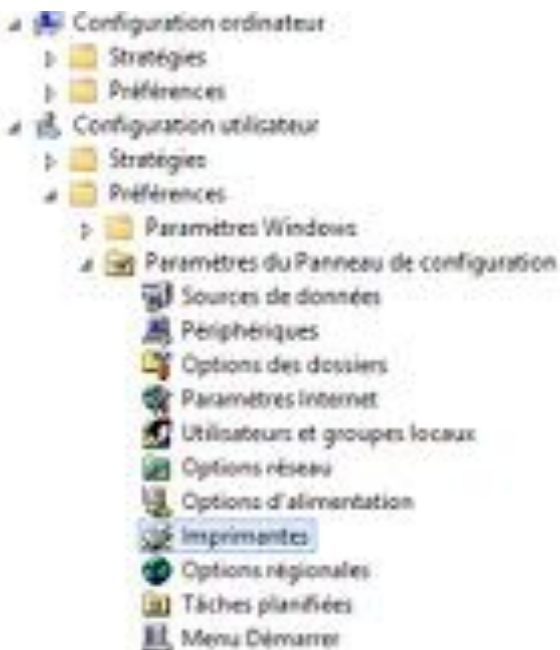 Configuration ordinateur
Stratégies
Préférences
Configuration utilisateur
Stratégies
Préférences
Paramètres Windows
Paramètres du Panneau de configuration
Sources de données
Périphériques
Options des dossiers
Paramètres Internet
Utilisateurs et groupes locaux
Options réseau
Options d'alimentation
Imprimantes
Options régionales
Tâches planifiées
Menu Démarrer